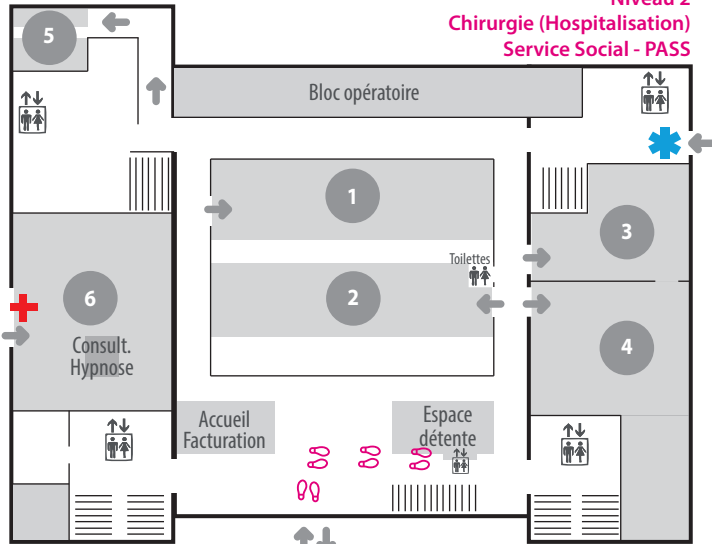 Niveau 2
Chirurgie (Hospitalisation)
Service Social - PASS
5
Bloc opératoire
1
3
Toilettes
2
6
4
Consult.
Hypnose
Accueil
Facturation
Espace
détente